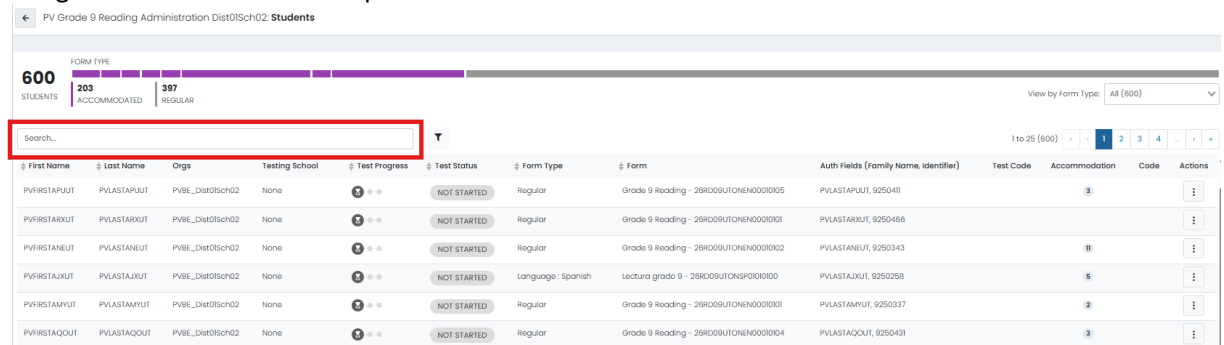 PV Grade 9 Reading Administration Dist01Sch02: Students
FORM TYPE
600
STUDENTS
203
ACCOMMODATED
397
REGULAR
View by Form Type: All (600)
Search...
1 to 25 (600) « ‹ 1 2 3 4 ... › »
First Name Last Name Orgs Testing School Test Progress Test Status Form Type Form Auth Fields (Family Name, Identifier) Test Code Accommodation Code Actions
PVFIRSTAPUUT PVLASTAPUUT PVBE_Dist01Sch02 None NOT STARTED Regular Grade 9 Reading - 26RD09UTONEN00010105 PVLASTAPUUT, 9250411 3
PVFIRSTARXUT PVLASTARXUT PVBE_Dist01Sch02 None NOT STARTED Regular Grade 9 Reading - 26RD09UTONEN00010101 PVLASTARXUT, 9250466
PVFIRSTANEUT PVLASTANEUT PVBE_Dist01Sch02 None NOT STARTED Regular Grade 9 Reading - 26RD09UTONEN00010102 PVLASTANEUT, 9250343 11
PVFIRSTAJXUT PVLASTAJXUT PVBE_Dist01Sch02 None NOT STARTED Language : Spanish Lectura grado 9 - 26RD09UTONSP01010100 PVLASTAJXUT, 9250258 5
PVFIRSTAMYUT PVLASTAMYUT PVBE_Dist01Sch02 None NOT STARTED Regular Grade 9 Reading - 26RD09UTONEN00010101 PVLASTAMYUT, 9250337 2
PVFIRSTAQOUT PVLASTAQOUT PVBE_Dist01Sch02 None NOT STARTED Regular Grade 9 Reading - 26RD09UTONEN00010104 PVLASTAQOUT, 9250431 3